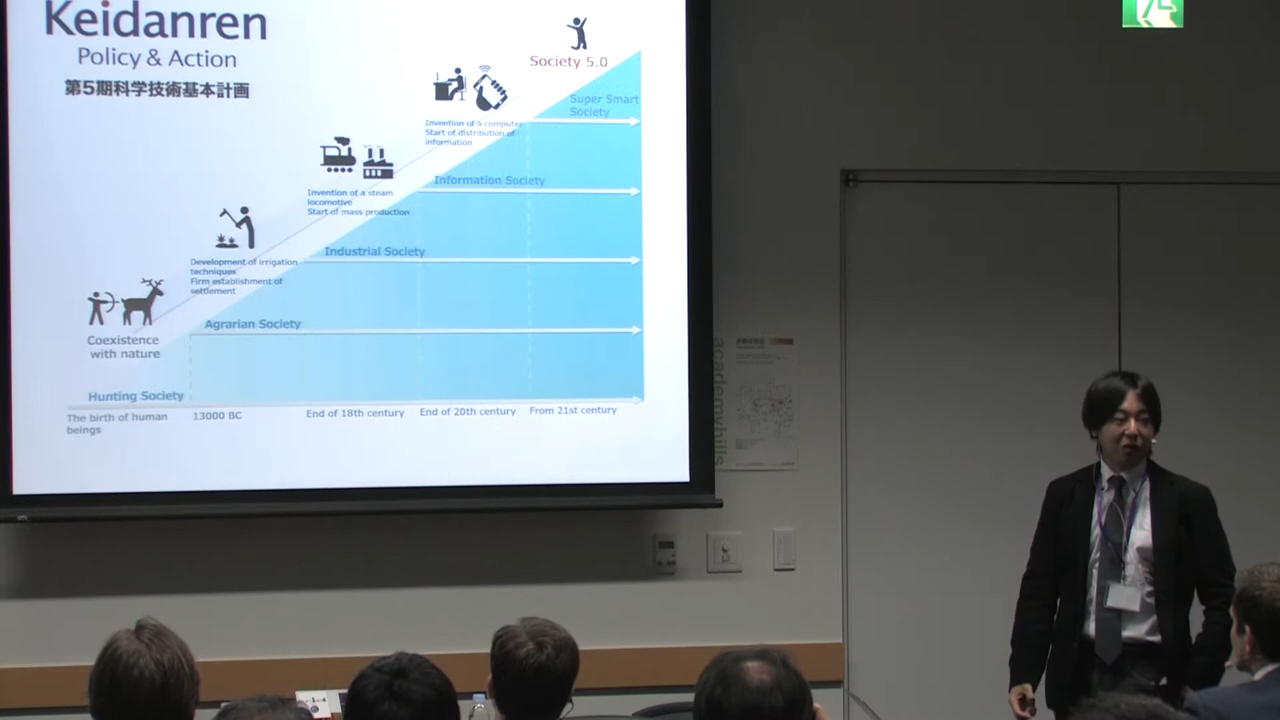 Keidanren
Policy & Action
第5期科学技術基本計画
Society 5.0
Super Smart
Society
Invention of a computer
Start of distribution of
information
Information Society
Invention of a steam
locomotive
Start of mass production
Industrial Society
Development of irrigation
techniques
Firm establishment of
settlement
Agrarian Society
Coexistence
with nature
Hunting Society
The birth of human
beings
13000 BC
End of 18th century
End of 20th century
From 21st century
academyhills